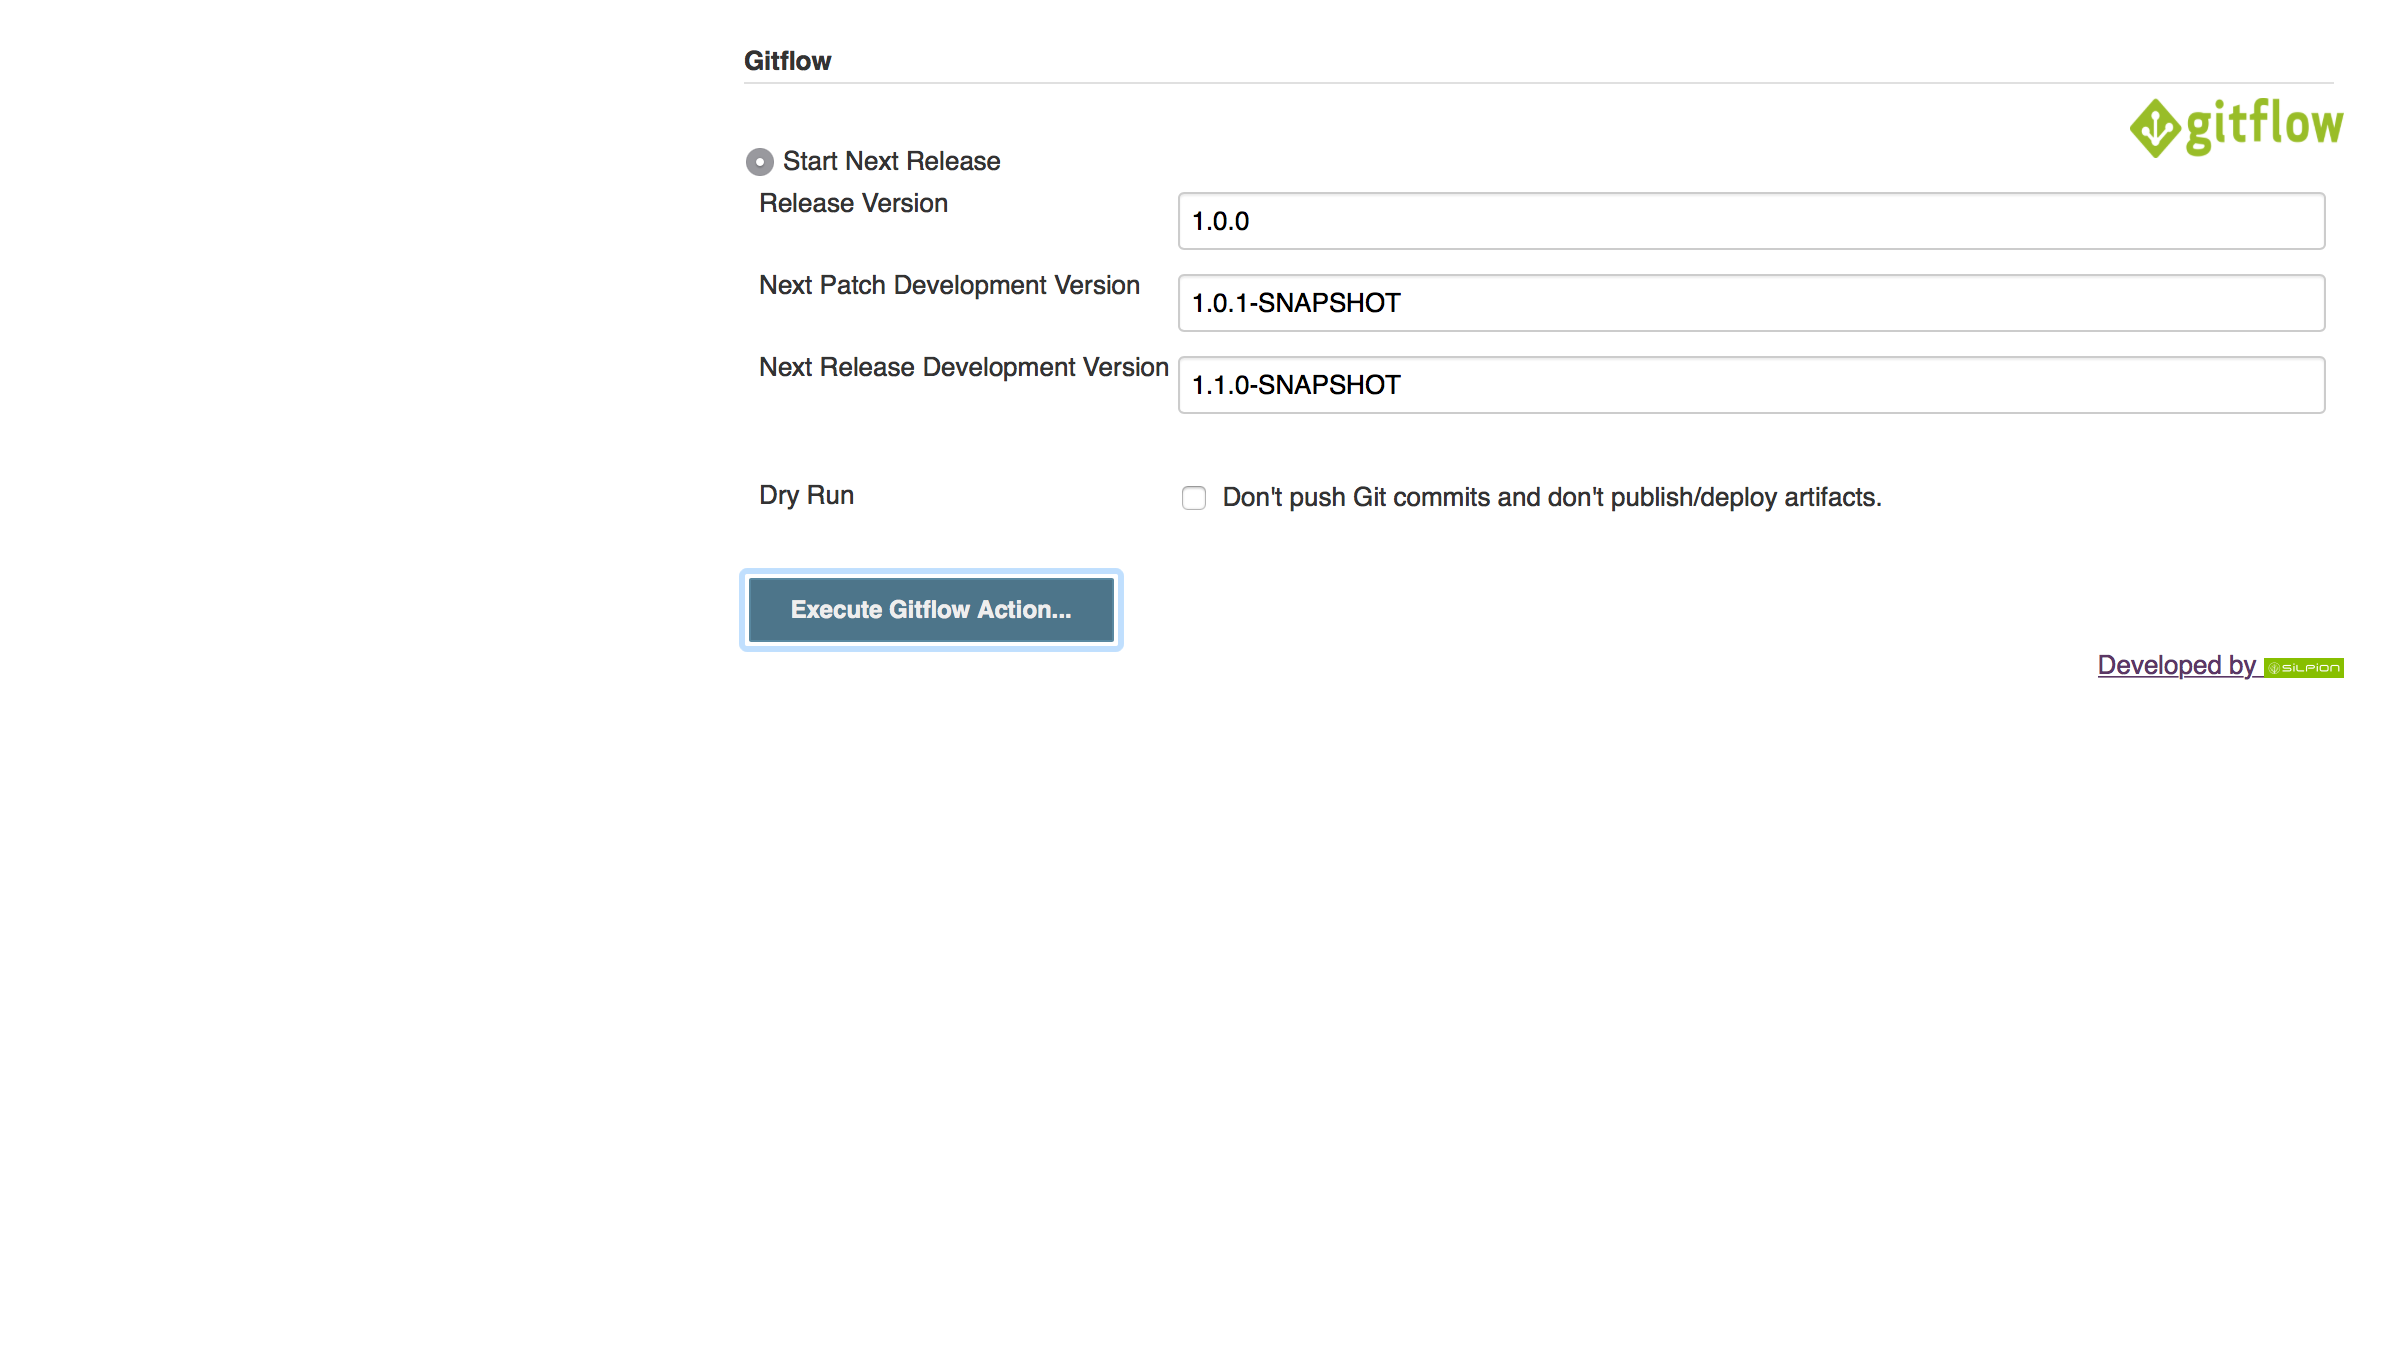 Gitflow
gitflow
Start Next Release
Release Version
1.0.0
Next Patch Development Version
1.0.1-SNAPSHOT
Next Release Development Version
1.1.0-SNAPSHOT
Dry Run
Don't push Git commits and don't publish/deploy artifacts.
Execute Gitflow Action...
Developed by SILPION